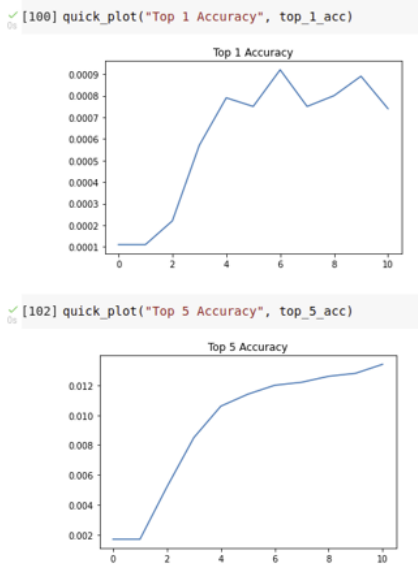 [100] quick_plot("Top 1 Accuracy", top_1_acc)
0s
Top 1 Accuracy
0.0009
0.0008
0.0007
0.0006
0.0005
0.0004
0.0003
0.0002
0.0001
0 2 4 6 8 10
[102] quick_plot("Top 5 Accuracy", top_5_acc)
0s
Top 5 Accuracy
0.012
0.010
0.008
0.006
0.004
0.002
0 2 4 6 8 10